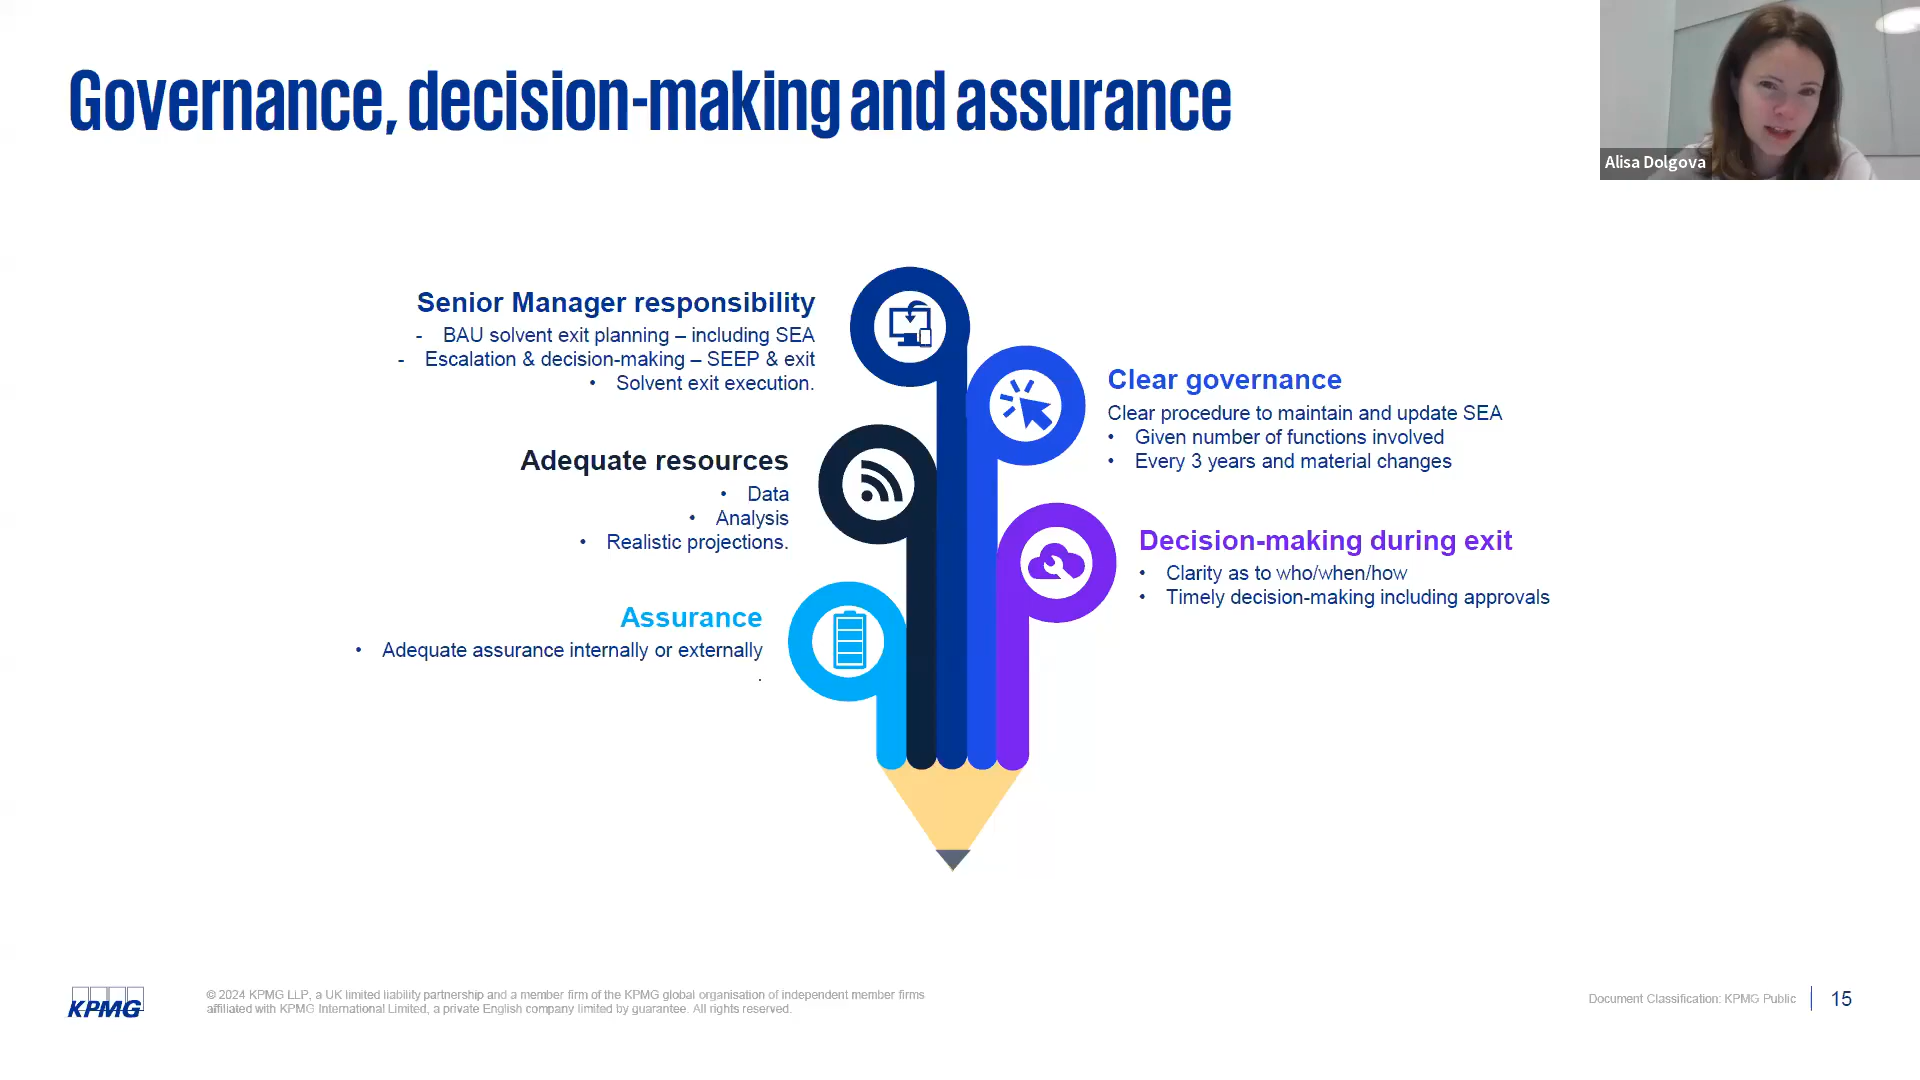 Governance, decision-making and assurance
Alisa Dolgova
Senior Manager responsibility
- BAU solvent exit planning – including SEA
- Escalation & decision-making – SEEP & exit
• Solvent exit execution.
Clear governance
Clear procedure to maintain and update SEA
• Given number of functions involved
• Every 3 years and material changes
Adequate resources
• Data
• Analysis
• Realistic projections.
Decision-making during exit
• Clarity as to who/when/how
• Timely decision-making including approvals
Assurance
• Adequate assurance internally or externally
.
KPMG
© 2024 KPMG LLP, a UK limited liability partnership and a member firm of the KPMG global organisation of independent member firms
affiliated with KPMG International Limited, a private English company limited by guarantee. All rights reserved.
Document Classification: KPMG Public
15